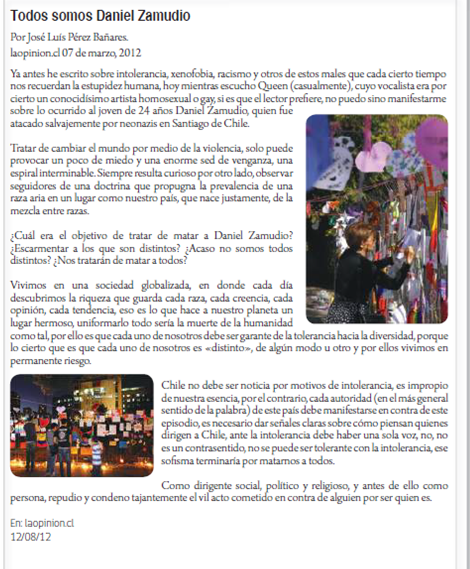 Todos somos Daniel Zamudio
Por José Luís Pérez Bañares.
laopinion.cl 07 de marzo, 2012
Ya antes he escrito sobre intolerancia, xenofobia, racismo y otros de estos males que cada cierto tiempo
nos recuerdan la estupidez humana, hoy mientras escucho Queen (casualmente), cuyo vocalista era por
cierto un conocidísimo artista homosexual o gay, si es que el lector prefiere, no puedo sino manifestarme
sobre lo ocurrido al joven de 24 años Daniel Zamudio, quien fue
atacado salvajemente por neonazis en Santiago de Chile.
Tratar de cambiar el mundo por medio de la violencia, solo puede
provocar un poco de miedo y una enorme sed de venganza, una
espiral interminable. Siempre resulta curioso por otro lado, observar
seguidores de una doctrina que propugna la prevalencia de una
raza aria en un lugar como nuestro país, que nace justamente, de la
mezcla entre razas.
¿Cuál era el objetivo de tratar de matar a Daniel Zamudio?
¿Escarmentar a los que son distintos? ¿Acaso no somos todos
distintos? ¿Nos tratarán de matar a todos?
Vivimos en una sociedad globalizada, en donde cada día
descubrimos la riqueza que guarda cada raza, cada creencia, cada
opinión, cada tendencia, eso es lo que hace a nuestro planeta un
lugar hermoso, uniformarlo todo sería la muerte de la humanidad
como tal, por ello es que cada uno de nosotros debe ser garante de la tolerancia hacia la diversidad, porque
lo cierto que es que cada uno de nosotros es «distinto», de algún modo u otro y por ellos vivimos en
permanente riesgo.
Chile no debe ser noticia por motivos de intolerancia, es impropio
de nuestra esencia, por el contrario, cada autoridad (en el más general
sentido de la palabra) de este país debe manifestarse en contra de este
episodio, es necesario dar señales claras sobre cómo piensan quienes
dirigen a Chile, ante la intolerancia debe haber una sola voz, no, no
es un contrasentido, no se puede ser tolerante con la intolerancia, ese
sofisma terminaría por matarnos a todos.
Como dirigente social, político y religioso, y antes de ello como
persona, repudio y condeno tajantemente el vil acto cometido en contra de alguien por ser quien es.
En: laopinion.cl
12/08/12